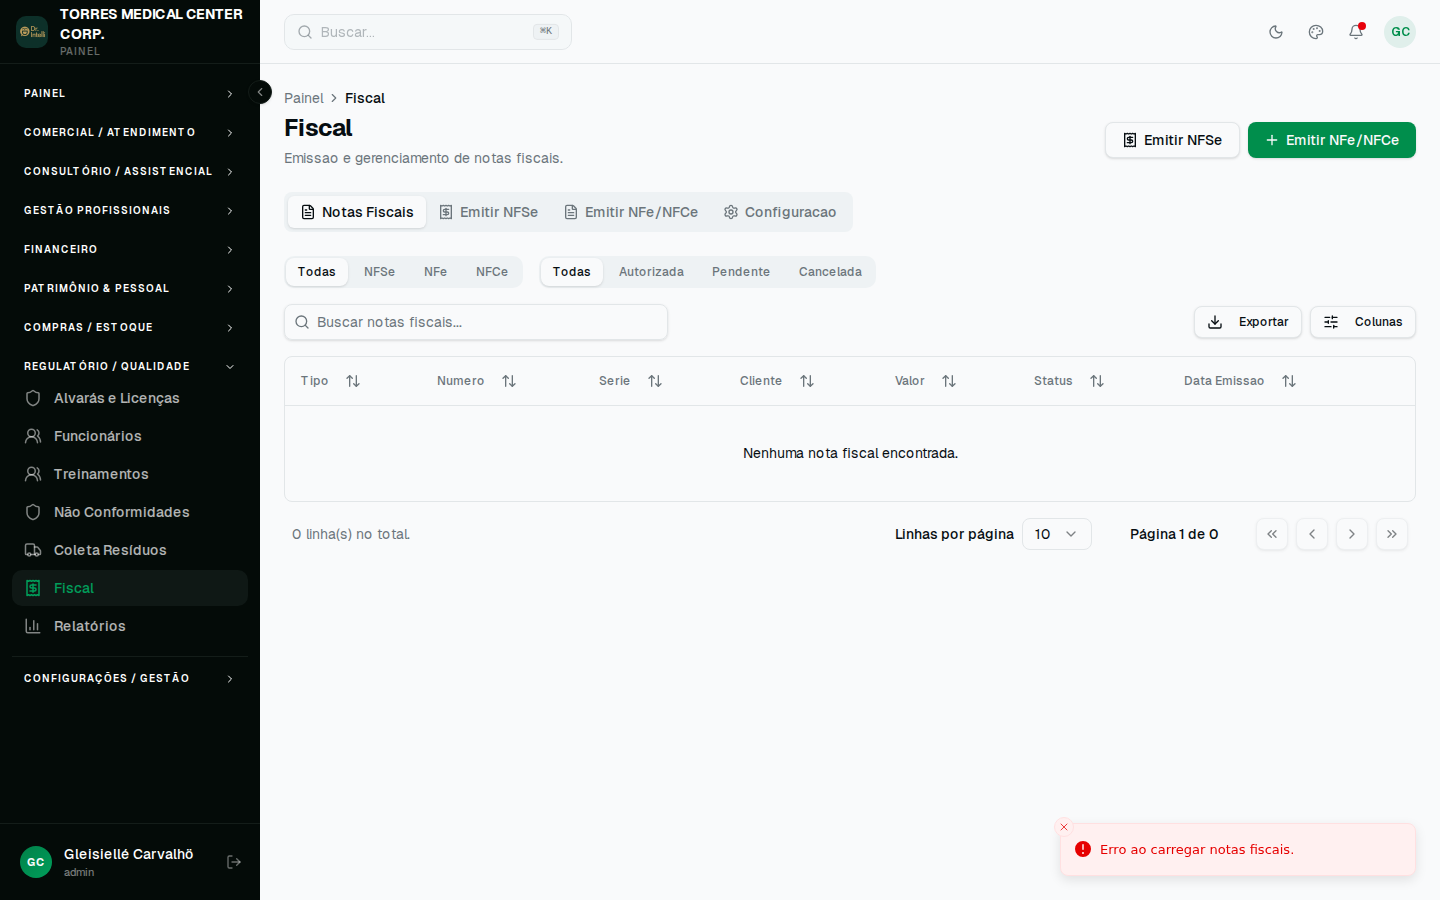 TORRES MEDICAL CENTER
CORP.
PAINEL
PAINEL
COMERCIAL / ATENDIMENTO
CONSULTÓRIO / ASSISTENCIAL
GESTÃO PROFISSIONAIS
FINANCEIRO
PATRIMÔNIO & PESSOAL
COMPRAS / ESTOQUE
REGULATÓRIO / QUALIDADE
Alvarás e Licenças
Funcionários
Treinamentos
Não Conformidades
Coleta Resíduos
Fiscal
Relatórios
CONFIGURAÇÕES / GESTÃO
GC
Gleisiellé Carvalhö
admin
Buscar...
⌘K
GC
Painel
Fiscal
Fiscal
Emissao e gerenciamento de notas fiscais.
Emitir NFSe
Emitir NFe/NFCe
Notas Fiscais
Emitir NFSe
Emitir NFe/NFCe
Configuracao
Todas
NFSe
NFe
NFCe
Todas
Autorizada
Pendente
Cancelada
Buscar notas fiscais...
Exportar
Colunas
Tipo
Numero
Serie
Cliente
Valor
Status
Data Emissao
Nenhuma nota fiscal encontrada.
0 linha(s) no total.
Linhas por página
10
Página 1 de 0
Erro ao carregar notas fiscais.